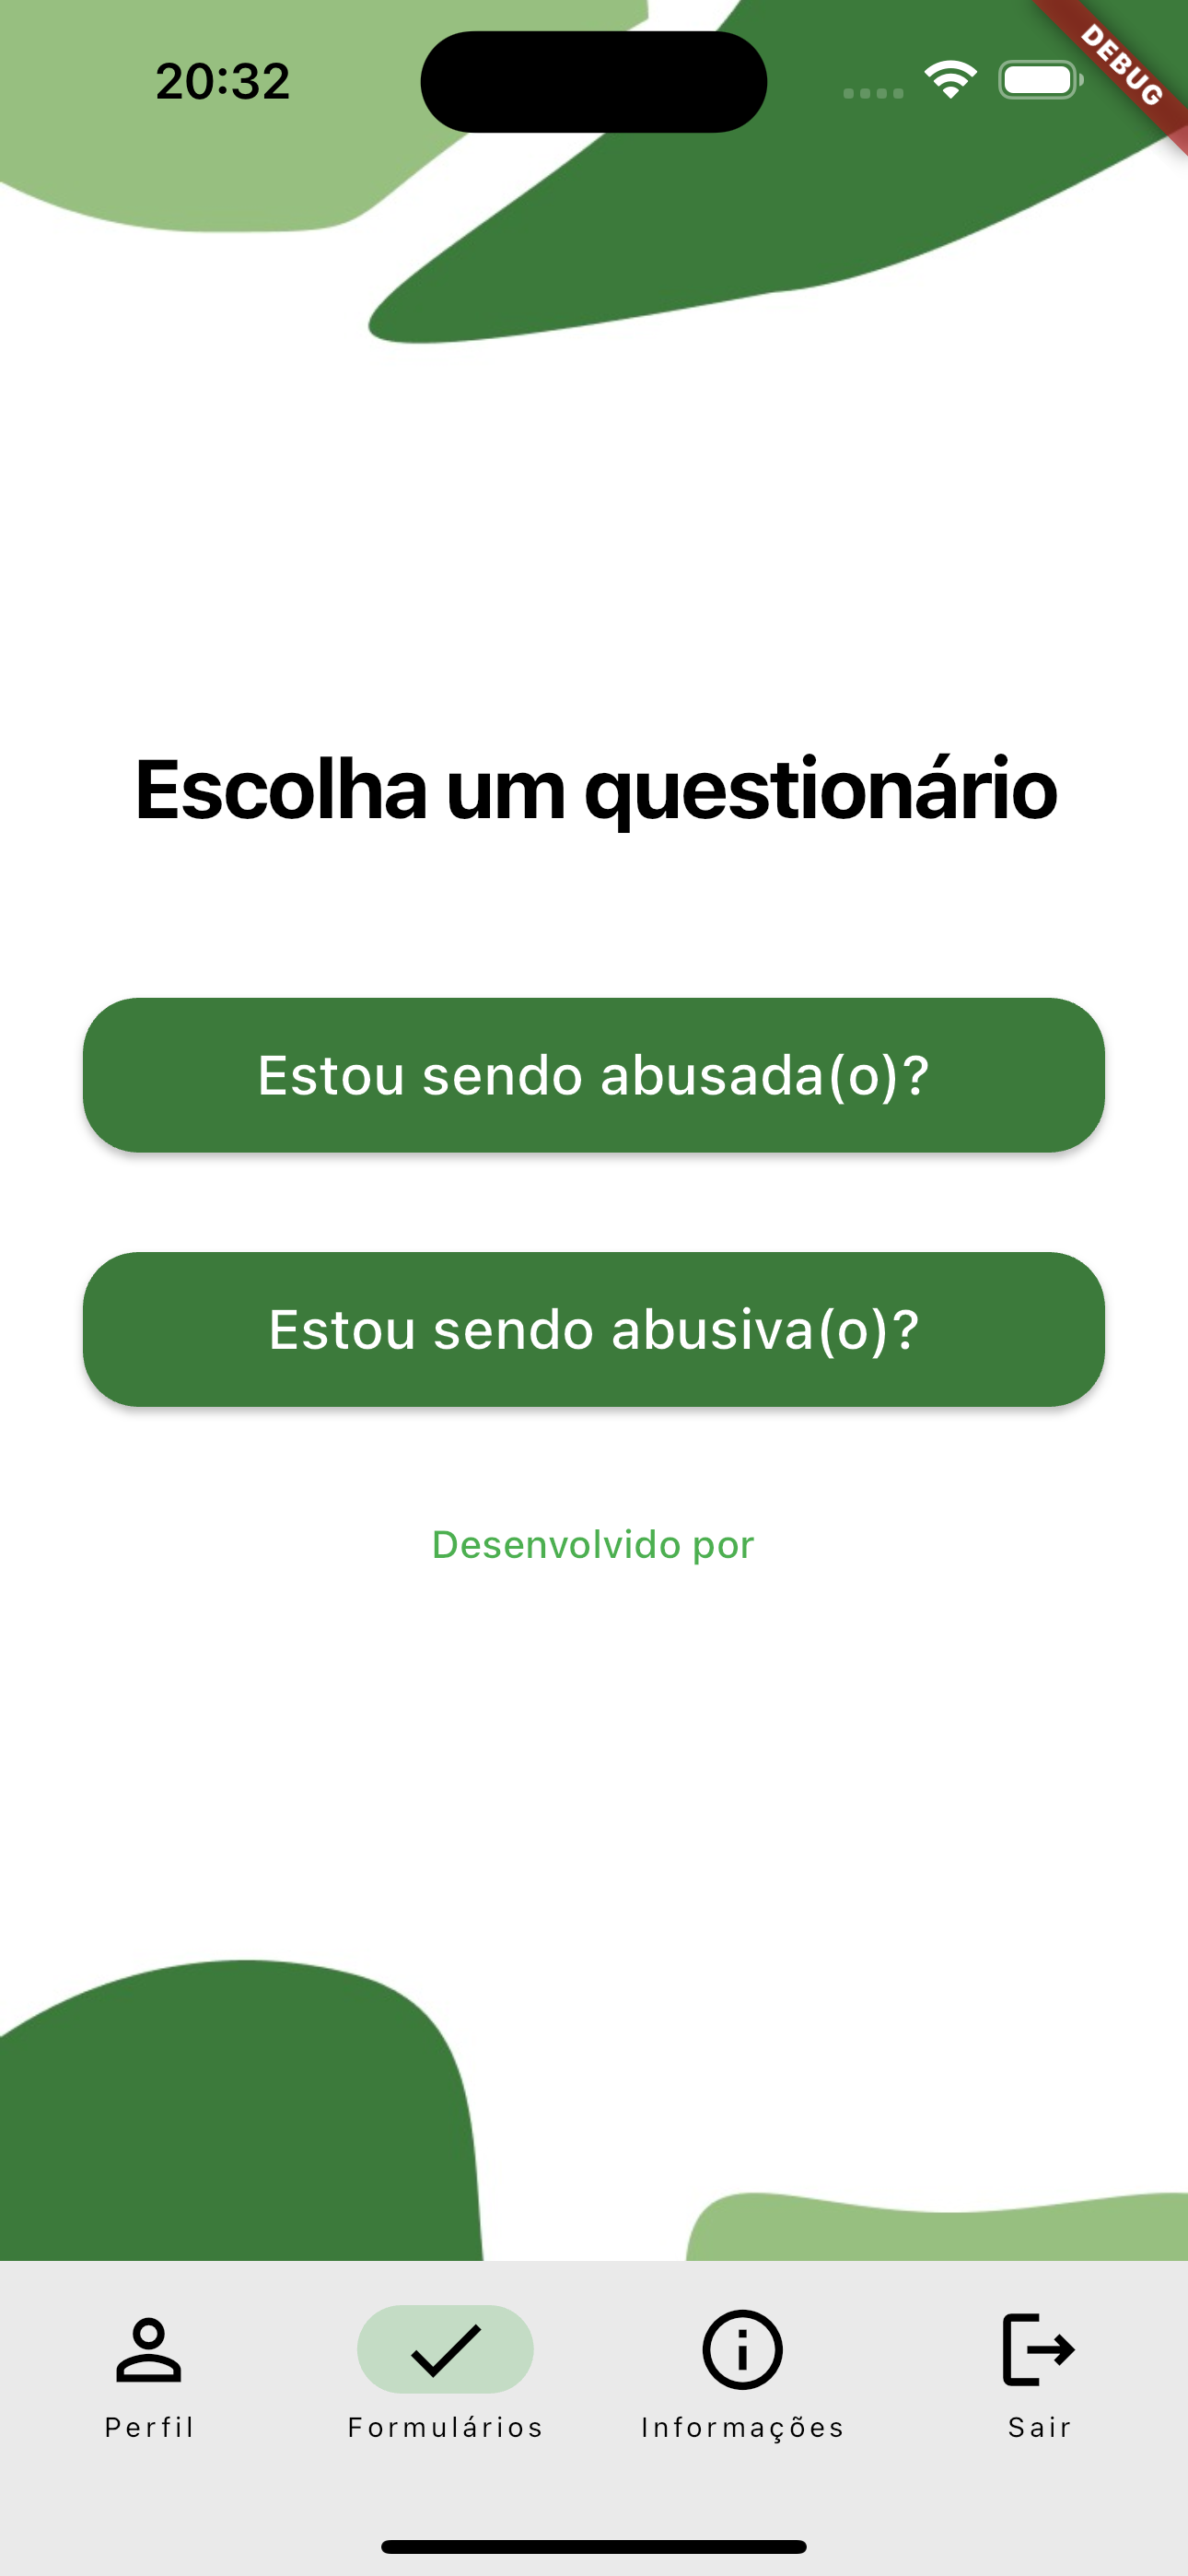 20:32
DEBUG
Escolha um questionário
Estou sendo abusada(o)?
Estou sendo abusiva(o)?
Desenvolvido por
Perfil
Formulários
Informações
Sair